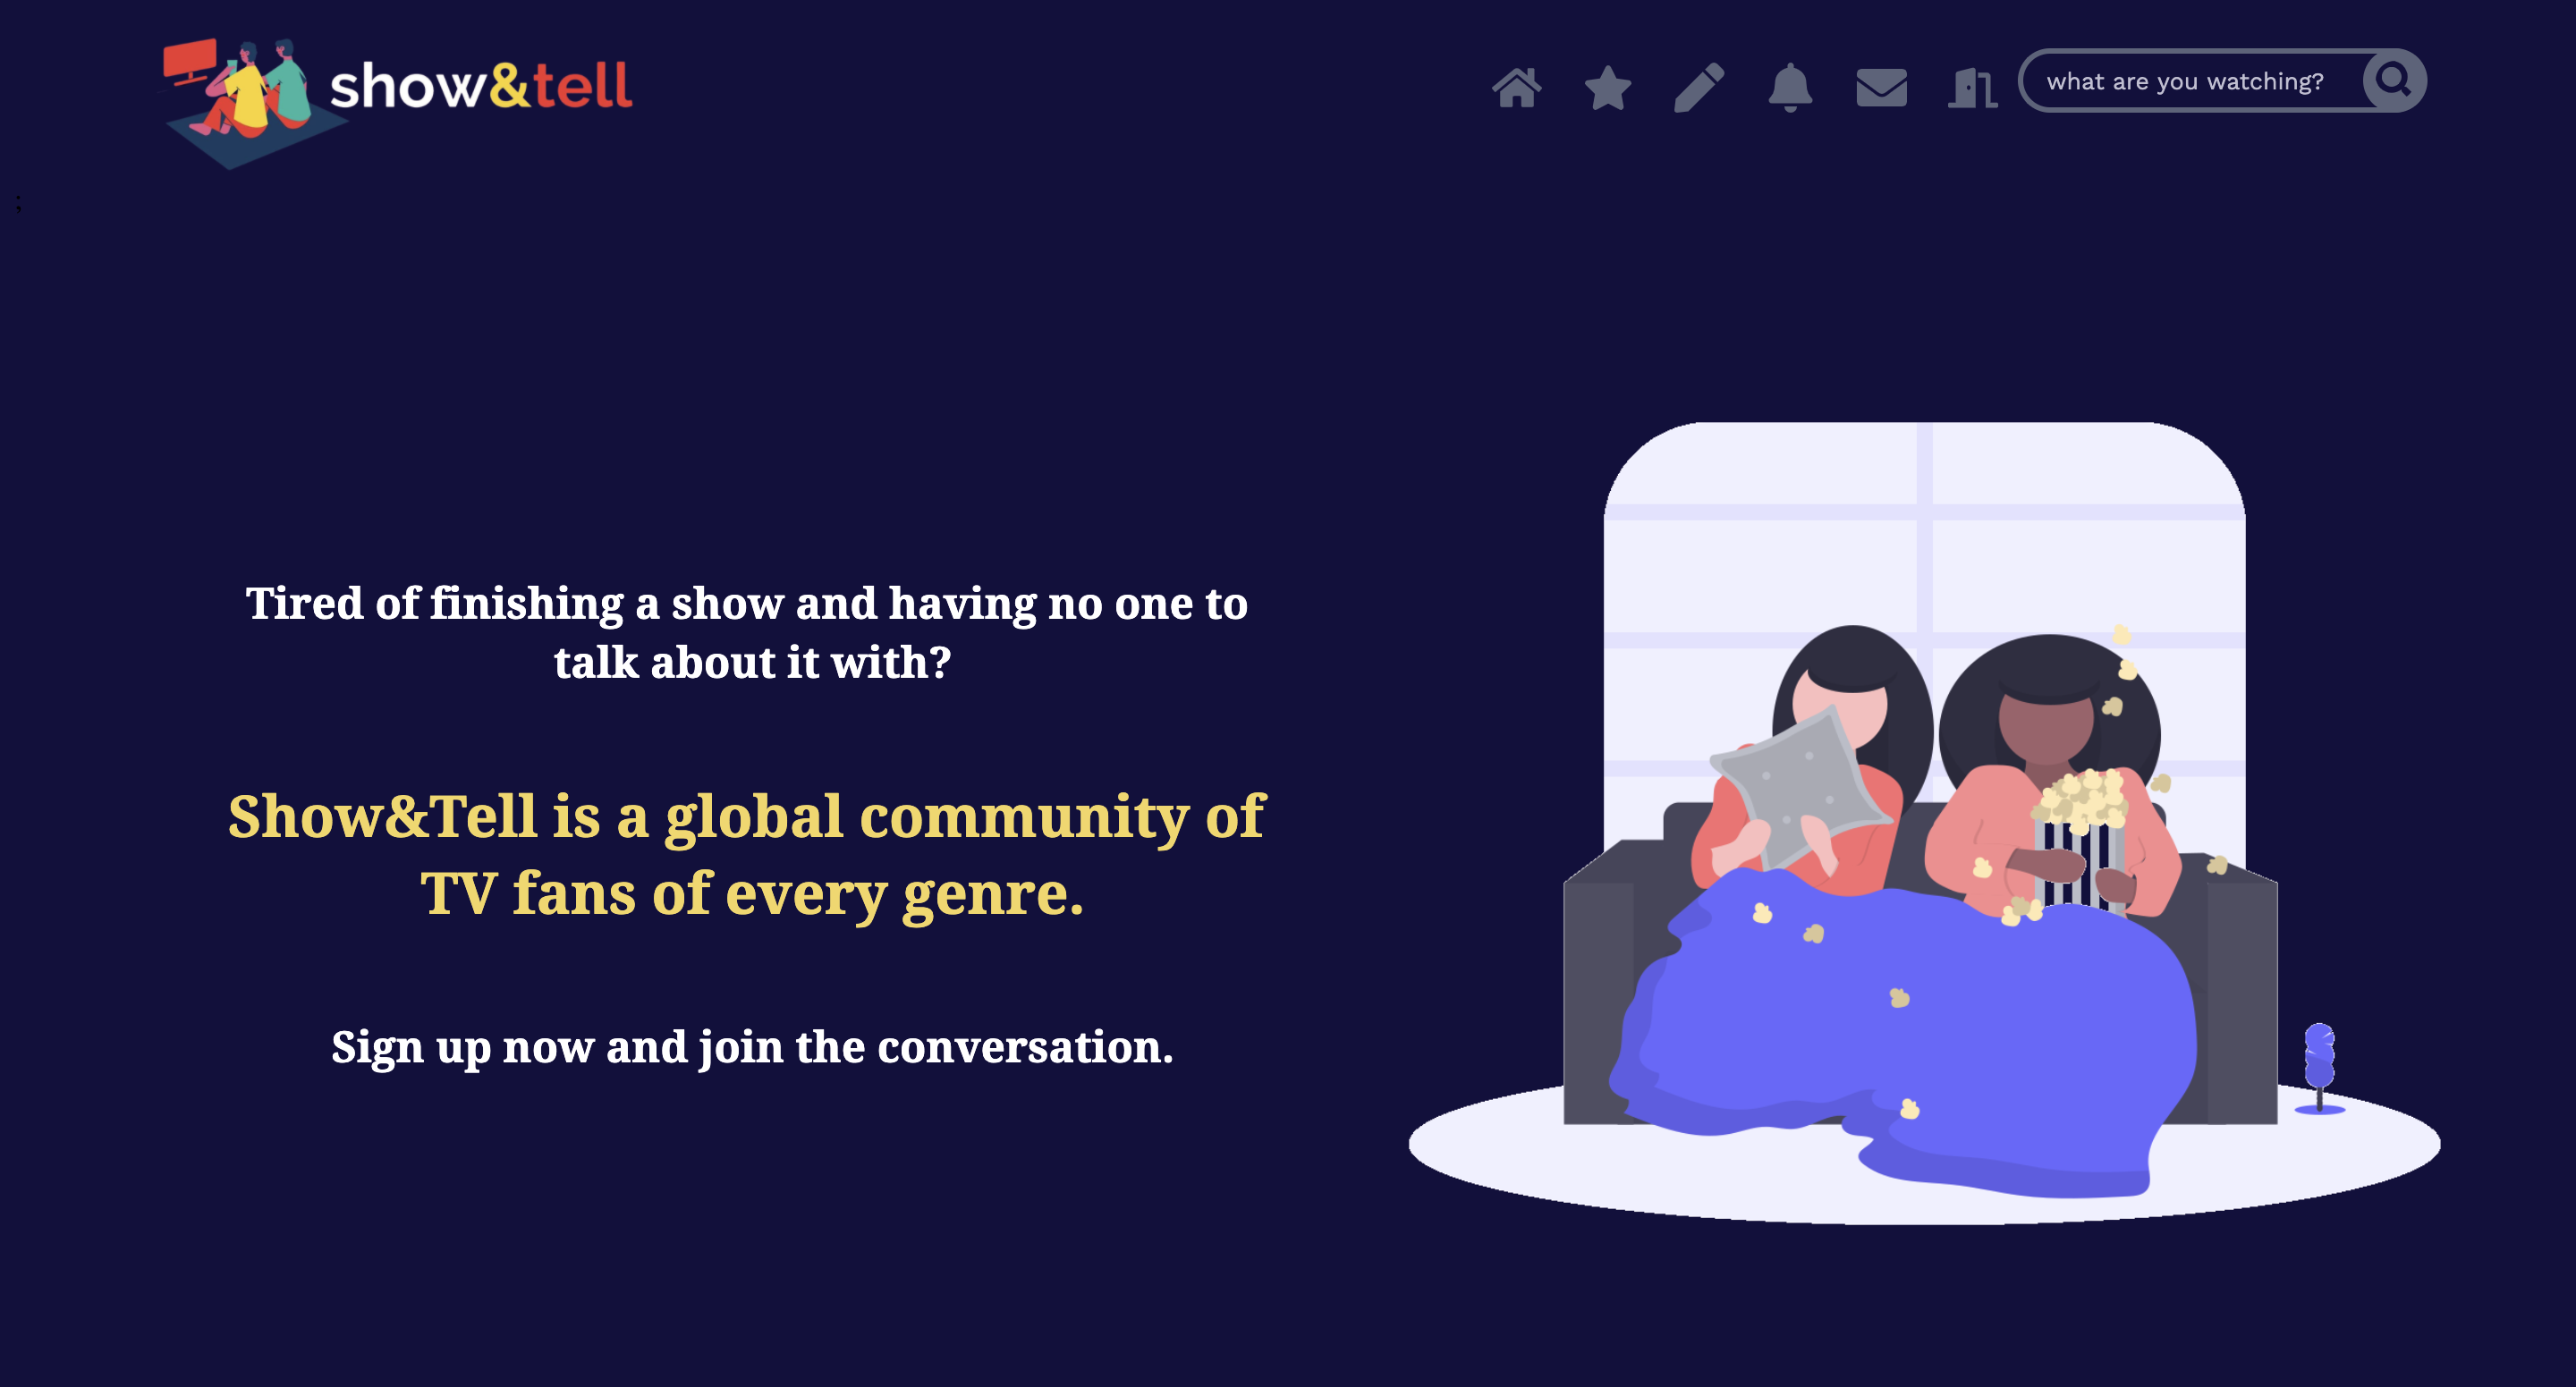 show&tell
what are you watching?
;
Tired of finishing a show and having no one to
talk about it with?
Show&Tell is a global community of
TV fans of every genre.
Sign up now and join the conversation.